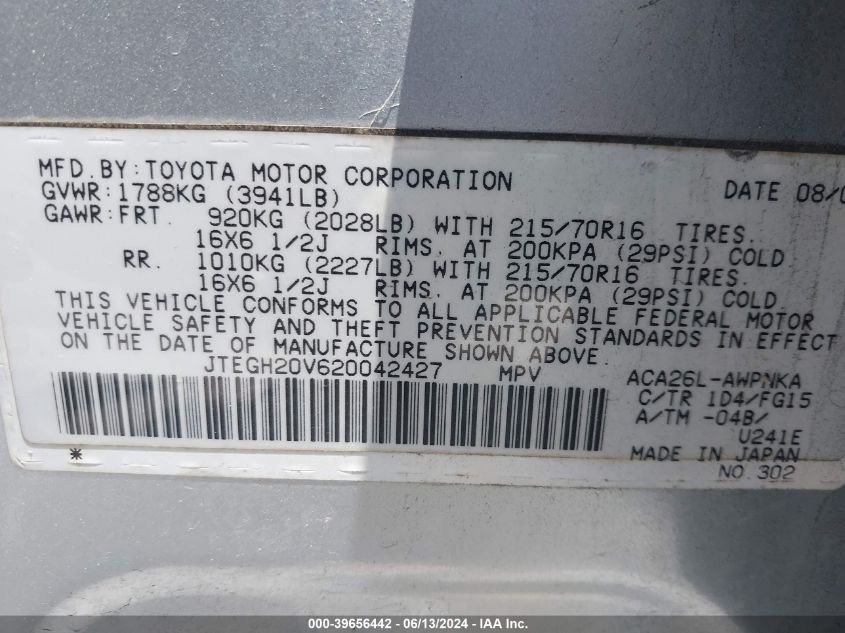 MFD.BY:TOYOTA MOTOR CORPORATION DATE 08/0
GVWR:1788KG (3941LB)
GAWR:FRT. 920KG (2028LB) WITH 215/70R16 TIRES.
16X6 1/2J RIMS, AT 200KPA (29PSI) COLD
RR. 1010KG (2227LB) WITH 215/70R16 TIRES.
16X6 1/2J RIMS, AT 200KPA (29PSI) COLD.
THIS VEHICLE CONFORMS TO ALL APPLICABLE FEDERAL MOTOR
VEHICLE SAFETY AND THEFT PREVENTION STANDARDS IN EFFECT
ON THE DATE OF MANUFACTURE SHOWN ABOVE.
JTEGH20V620042427 MPV ACA26L-AWPNKA
C/TR 1D4/FG15
A/TM -04B/
U241E
MADE IN JAPAN
* NO.302
000-39656442 - 06/13/2024 - IAA Inc.